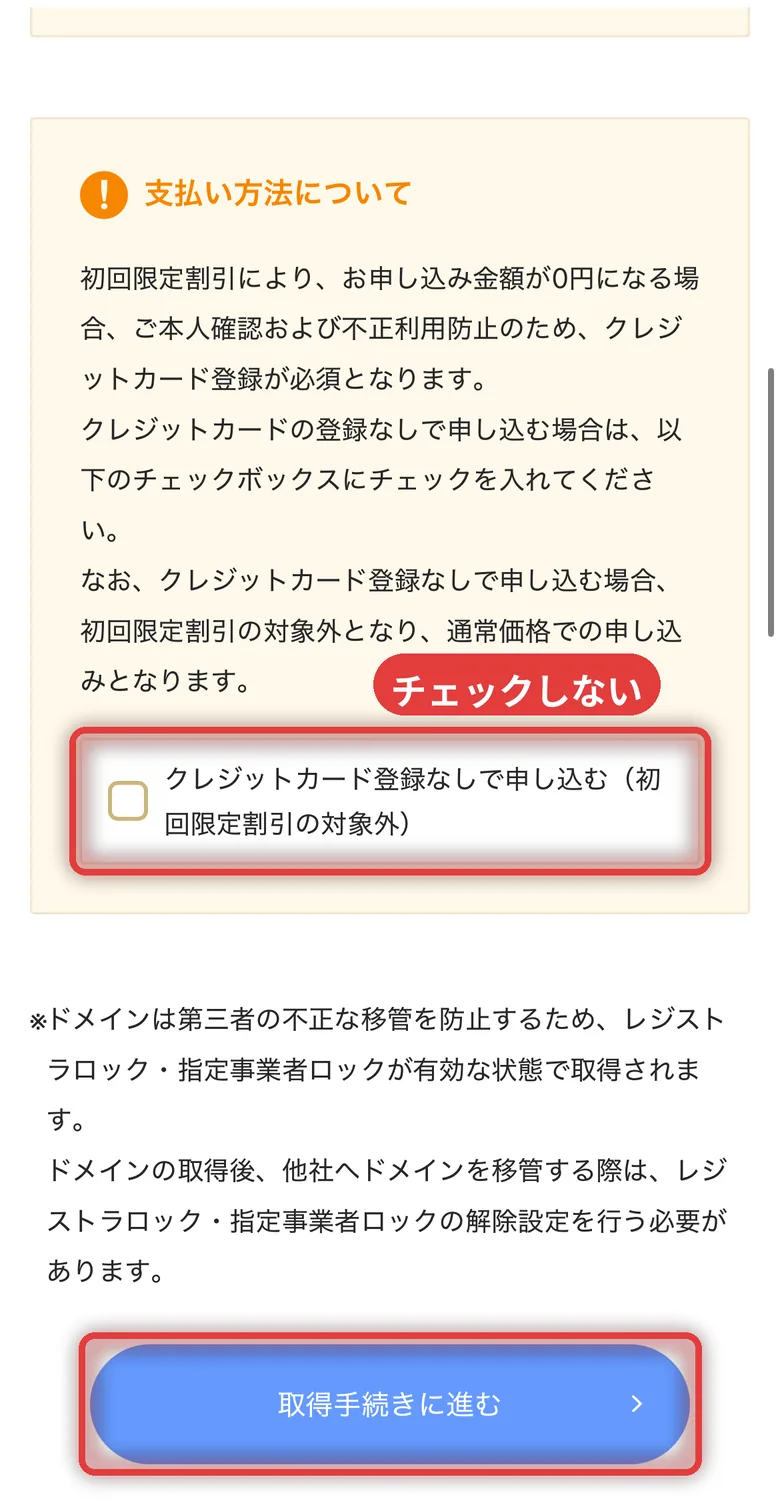 支払い方法について
初回限定割引により、お申し込み金額が0円になる場
合、ご本人確認および不正利用防止のため、クレジ
ットカード登録が必須となります。
クレジットカードの登録なしで申し込む場合は、以
下のチェックボックスにチェックを入れてくださ
い。
なお、クレジットカード登録なしで申し込む場合、
初回限定割引の対象外となり、通常価格での申し込
みとなります。
チェックしない
クレジットカード登録なしで申し込む（初
回限定割引の対象外）
※ドメインは第三者の不正な移管を防止するため、レジスト
ラロック・指定事業者ロックが有効な状態で取得されま
す。
ドメインの取得後、他社へドメインを移管する際は、レジ
ストラロック・指定事業者ロックの解除設定を行う必要が
あります。
取得手続きに進む